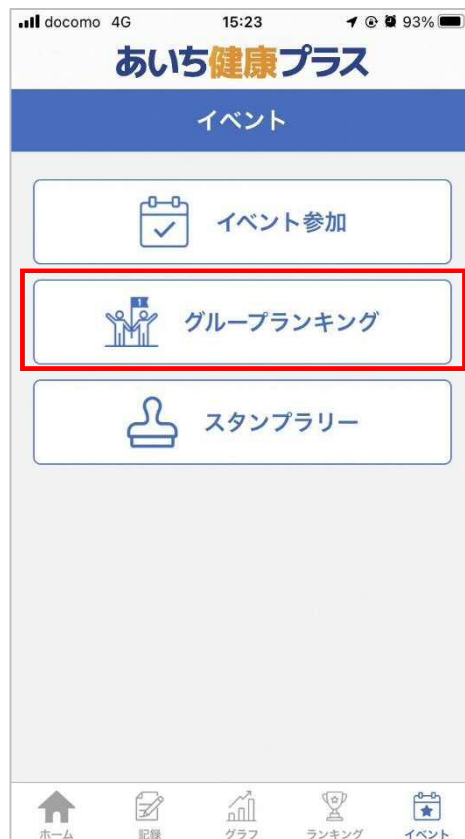 docomo 4G 15:23 93%
あいち健康プラス
イベント
イベント参加
1
グループランキング
スタンプラリー
ホーム 記録 グラフ ランキング イベント